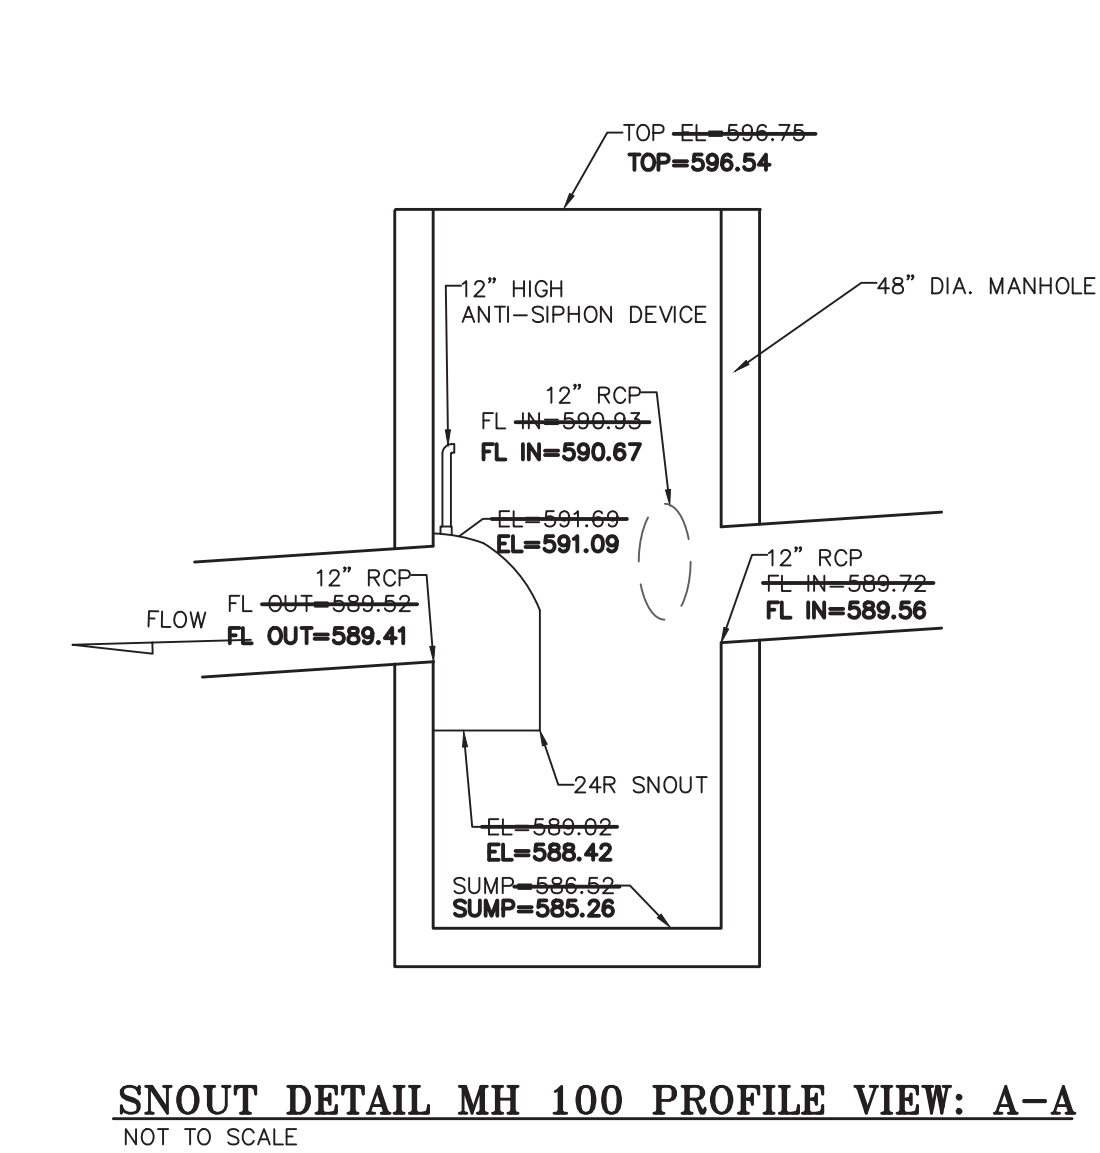 TOP EL=596.75
TOP=596.54
12” HIGH
ANTI-SIPHON DEVICE
48” DIA. MANHOLE
12” RCP
FL IN=590.93
FL IN=590.67
EL=591.69
EL=591.09
12” RCP
FL OUT=589.52
FL OUT=589.41
FLOW
12” RCP
FL IN=589.72
FL IN=589.56
24R SNOUT
EL=589.02
EL=588.42
SUMP=586.52
SUMP=585.26
SNOUT DETAIL MH 100 PROFILE VIEW: A-A
NOT TO SCALE